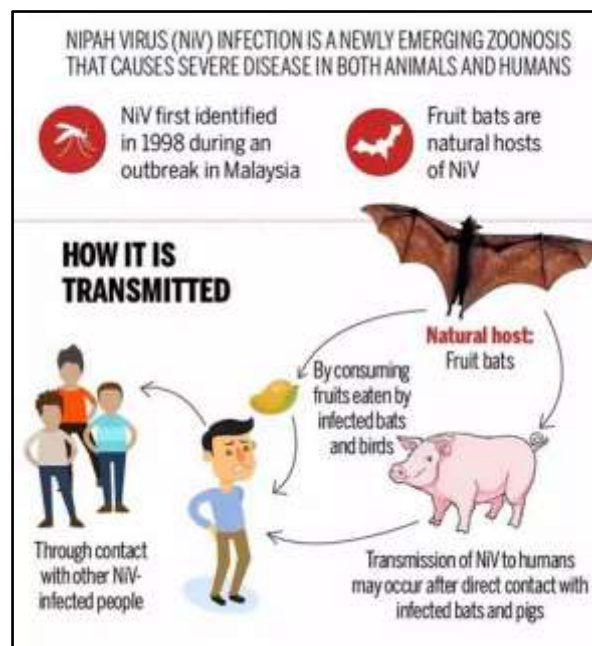 NIPAH VIRUS (NiV) INFECTION IS A NEWLY EMERGING ZOONOSIS
THAT CAUSES SEVERE DISEASE IN BOTH ANIMALS AND HUMANS
NiV first identified
in 1998 during an
outbreak in Malaysia
Fruit bats are
natural hosts
of NiV
HOW IT IS
TRANSMITTED
Natural host:
Fruit bats
By consuming
fruits eaten by
infected bats
and birds
Through contact
with other NiV-
infected people
Transmission of NiV to humans
may occur after direct contact with
infected bats and pigs